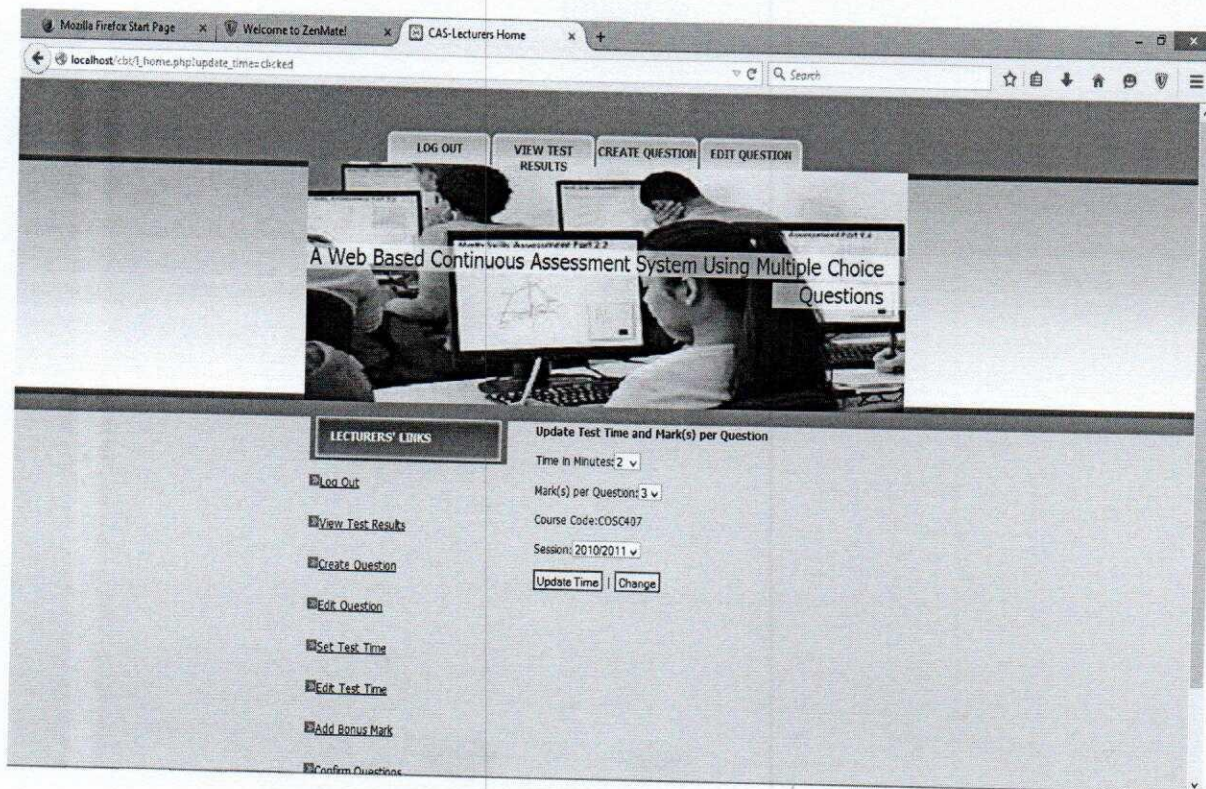 Mozilla Firefox Start Page x Welcome to ZenMate! x CAS-Lecturers Home x +
localhost/cbt/l_home.php?update_time=clicked Search
LOG OUT VIEW TEST RESULTS CREATE QUESTION EDIT QUESTION
Assessment Part 2.2
A Web Based Continuous Assessment System Using Multiple Choice
Questions
LECTURERS' LINKS
Log Out
View Test Results
Create Question
Edit Question
Set Test Time
Edit Test Time
Add Bonus Mark
Confirm Questions
Update Test Time and Mark(s) per Question
Time in Minutes: 2
Mark(s) per Question: 3
Course Code:COSC407
Session: 2010/2011
Update Time | Change